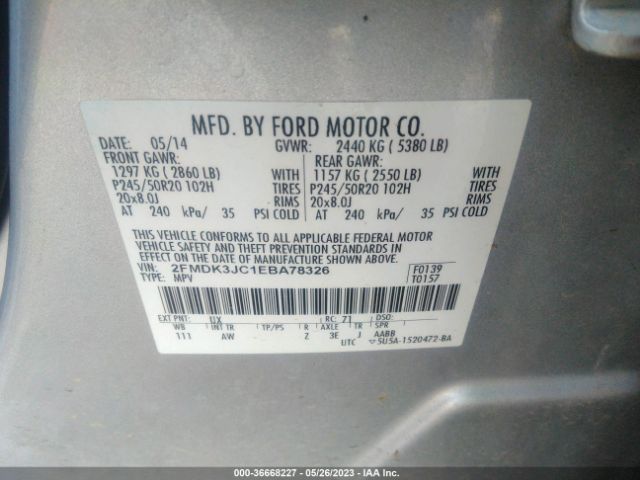 MFD. BY FORD MOTOR CO.
DATE: 05/14 GVWR: 2440 KG ( 5380 LB)
FRONT GAWR: REAR GAWR:
1297 KG ( 2860 LB) WITH 1157 KG ( 2550 LB) WITH
P245/50R20 102H TIRES P245/50R20 102H TIRES
20x8.0J RIMS 20x8.0J RIMS
AT 240 kPa/ 35 PSI COLD AT 240 kPa/ 35 PSI COLD
THIS VEHICLE CONFORMS TO ALL APPLICABLE FEDERAL MOTOR
VEHICLE SAFETY AND THEFT PREVENTION STANDARDS IN
EFFECT ON THE DATE OF MANUFACTURE SHOWN ABOVE.
VIN: 2FMDK3JC1EBA78326 F0139
TYPE: MPV T0157
EXT PNT: UX RC: 71 DSO:
WB INT TR TP/PS R AXLE TR SPR
111 AW Z 3E J AABB
UTC ▽5U5A-1520472-BA
000-36668227 - 05/26/2023 - IAA Inc.